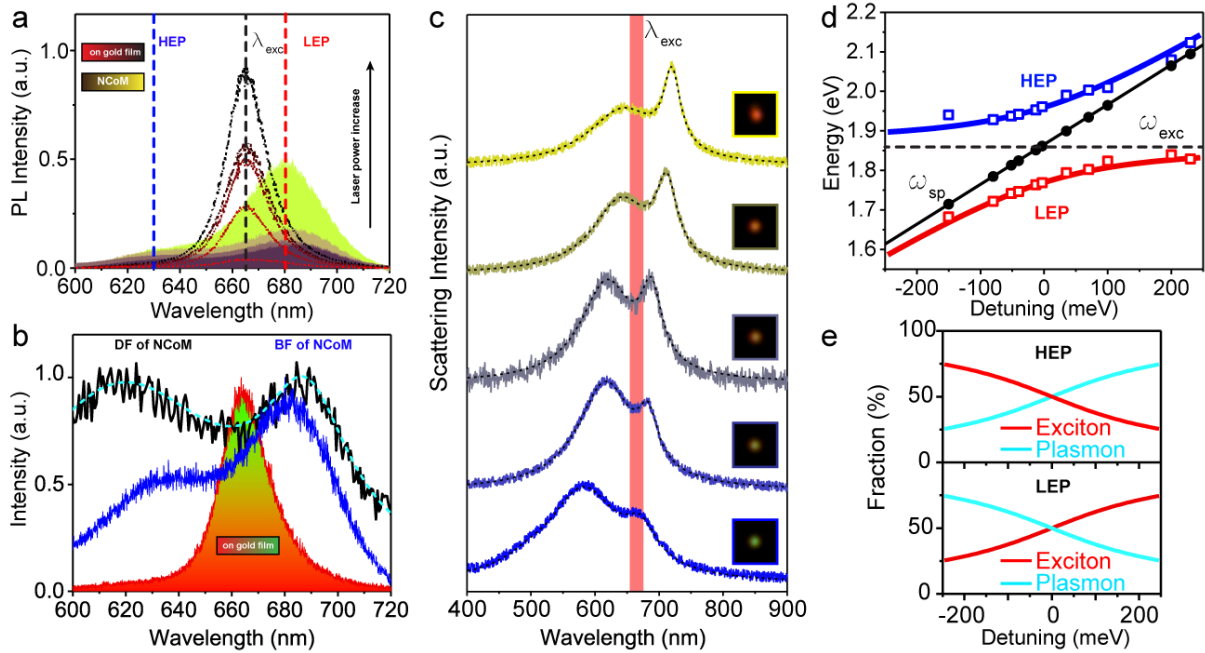 a
HEP
λexc
LEP
on gold film
NCoM
Laser power increase
PL Intensity (a.u.)
1.0
0.5
0.0
600 620 640 660 680 700 720
Wavelength (nm)
b
DF of NCoM
BF of NCoM
Intensity (a.u.)
1.0
0.5
0.0
on gold film
600 620 640 660 680 700 720
Wavelength (nm)
c
λexc
Scattering Intensity (a.u.)
400 500 600 700 800 900
Wavelength (nm)
d
Energy (eV)
2.1
2.0
1.9
1.8
1.7
1.6
HEP
ωexc
ωsp
LEP
-200 -100 0 100 200
Detuning (meV)
e
Fraction (%)
100
50
0
HEP
Exciton
Plasmon
50
0
LEP
Exciton
Plasmon
-200 0 200
Detuning (meV)